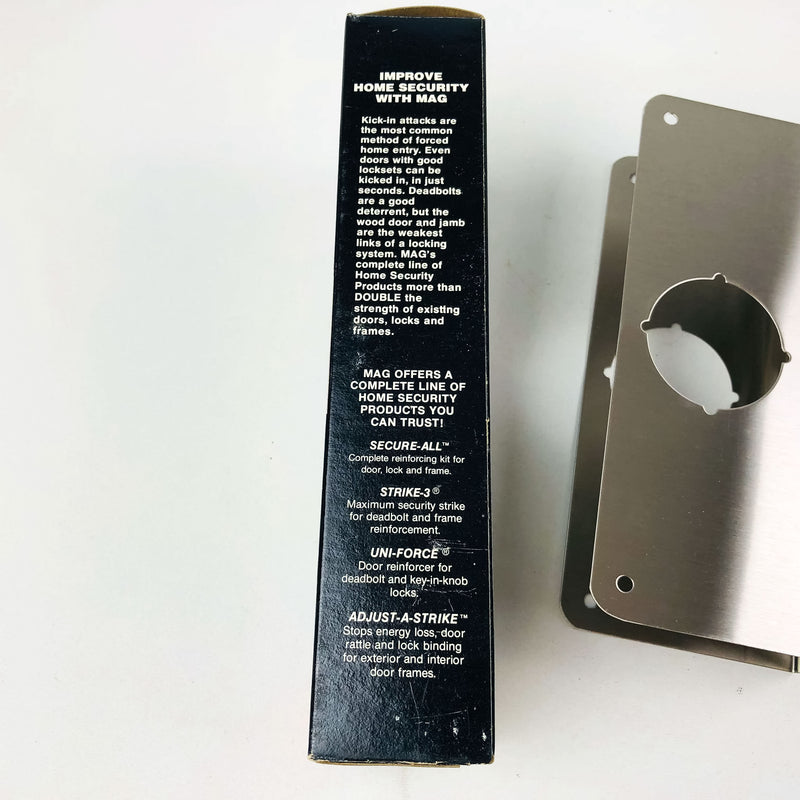 IMPROVE
HOME SECURITY
WITH MAG
Kick-in attacks are
the most common
method of forced
home entry. Even
doors with good
locksets can be
kicked in, in just
seconds. Deadbolts
are a good
deterrent, but the
wood door and jamb
are the weakest
links of a locking
system. MAG's
complete line of
Home Security
Products more than
DOUBLE the
strength of existing
doors, locks and
frames.
MAG OFFERS A
COMPLETE LINE OF
HOME SECURITY
PRODUCTS YOU
CAN TRUST!
SECURE-ALL™
Complete reinforcing kit for
door, lock and frame.
STRIKE-3®
Maximum security strike
for deadbolt and frame
reinforcement.
UNI-FORCE®
Door reinforcer for
deadbolt and key-in-knob
locks.
ADJUST-A-STRIKE™
Stops energy loss, door
rattle and lock binding
for exterior and interior
door frames.